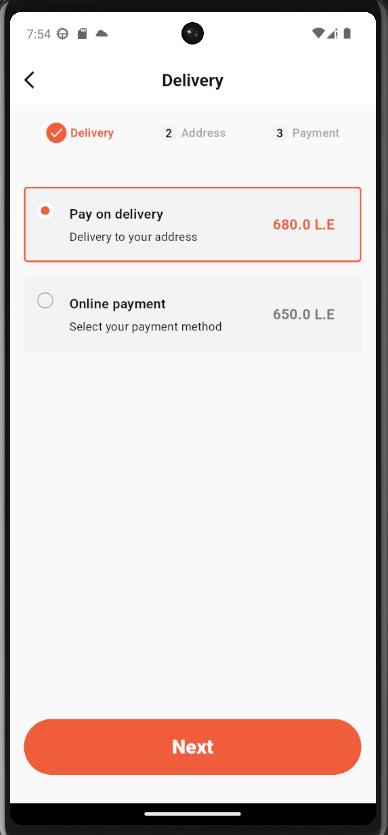 7:54
Delivery
Delivery 2 Address 3 Payment
Pay on delivery
680.0 L.E
Delivery to your address
Online payment
650.0 L.E
Select your payment method
Next